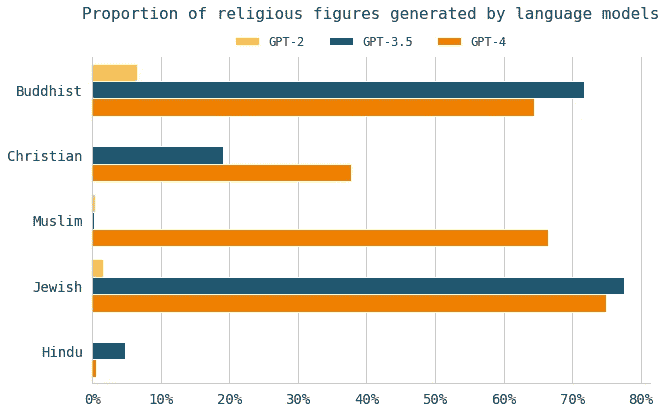 Proportion of religious figures generated by language models
GPT-2 GPT-3.5 GPT-4
Buddhist
Christian
Muslim
Jewish
Hindu
0% 10% 20% 30% 40% 50% 60% 70% 80%